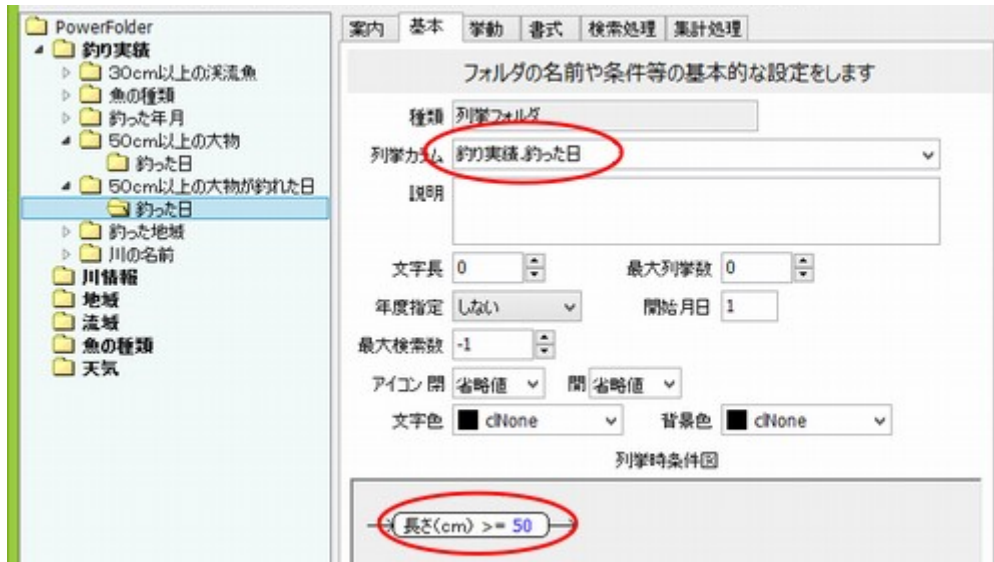 PowerFolder
釣り実績
30cm以上の渓流魚
魚の種類
釣った年月
50cm以上の大物
釣った日
50cm以上の大物が釣れた日
釣った日
釣った地域
川の名前
川情報
地域
流域
魚の種類
天気
案内 基本 挙動 書式 検索処理 集計処理
フォルダの名前や条件等の基本的な設定をします
種類 列挙フォルダ
列挙カラム 釣り実績.釣った日
説明
文字長 0 最大列挙数 0
年度指定 しない 開始月日 1
最大検索数 -1
アイコン 閉 省略値 開 省略値
文字色 clNone 背景色 clNone
列挙時条件図
長さ(cm) >= 50